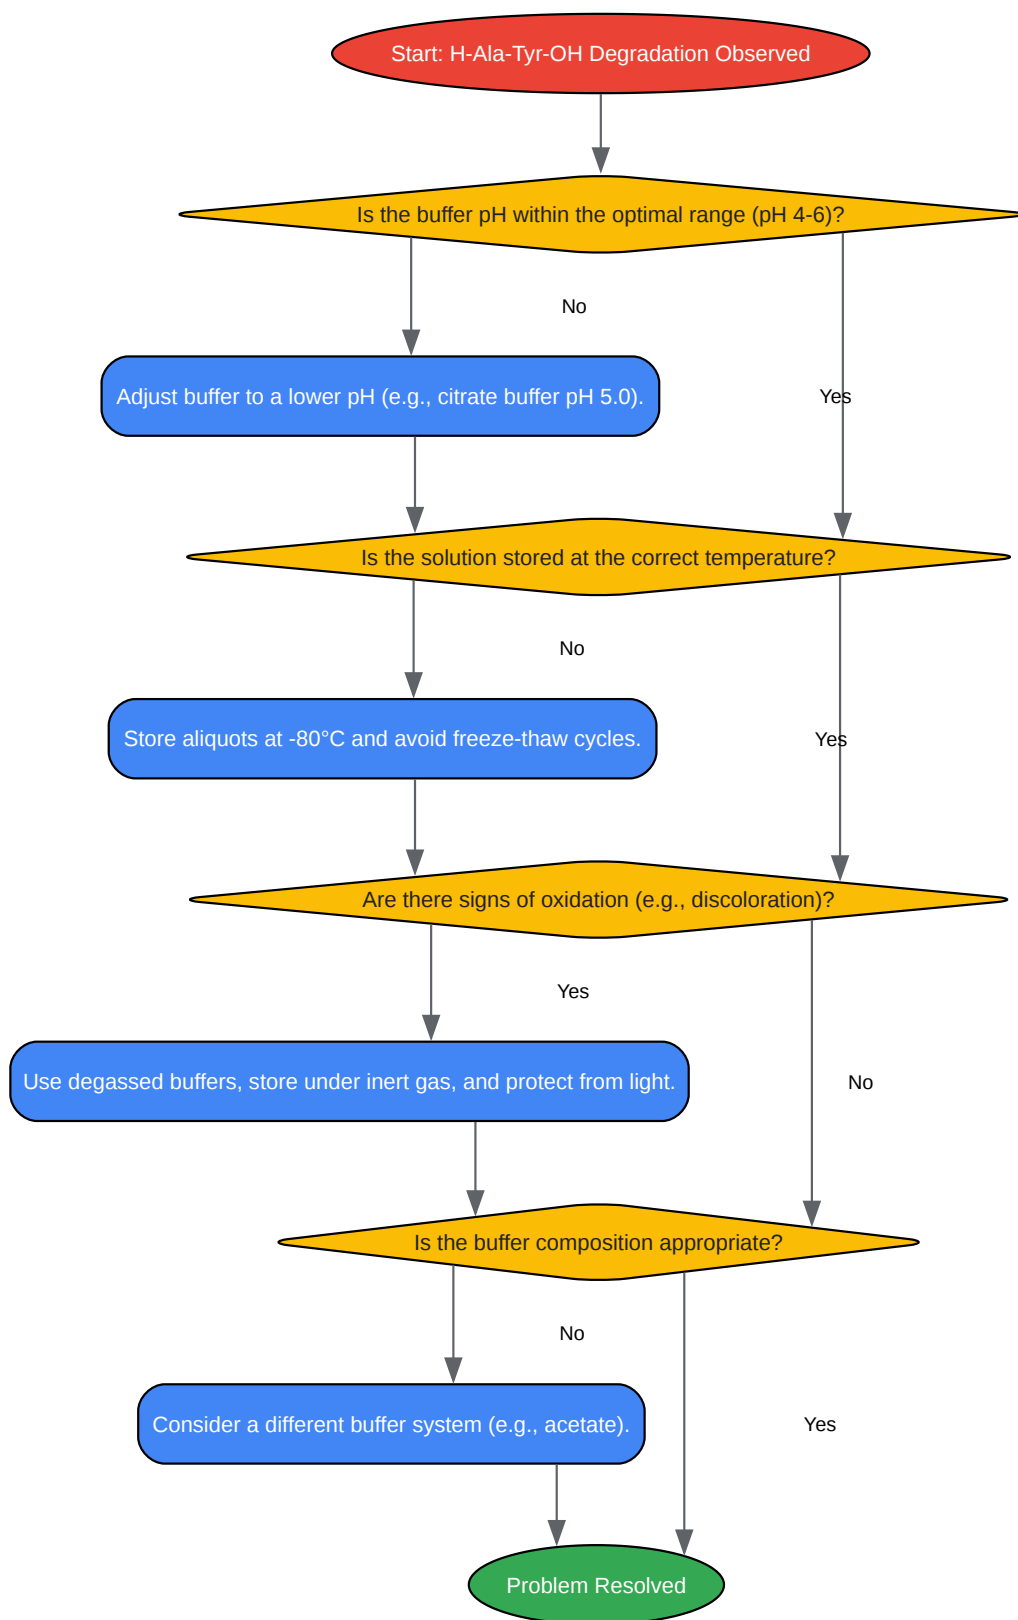 Start: H-Ala-Tyr-OH Degradation Observed
Is the buffer pH within the optimal range (pH 4-6)?
No
Adjust buffer to a lower pH (e.g., citrate buffer pH 5.0).
Yes
Is the solution stored at the correct temperature?
No
Store aliquots at -80°C and avoid freeze-thaw cycles.
Yes
Are there signs of oxidation (e.g., discoloration)?
Yes
Use degassed buffers, store under inert gas, and protect from light.
No
Is the buffer composition appropriate?
No
Consider a different buffer system (e.g., acetate).
Yes
Problem Resolved